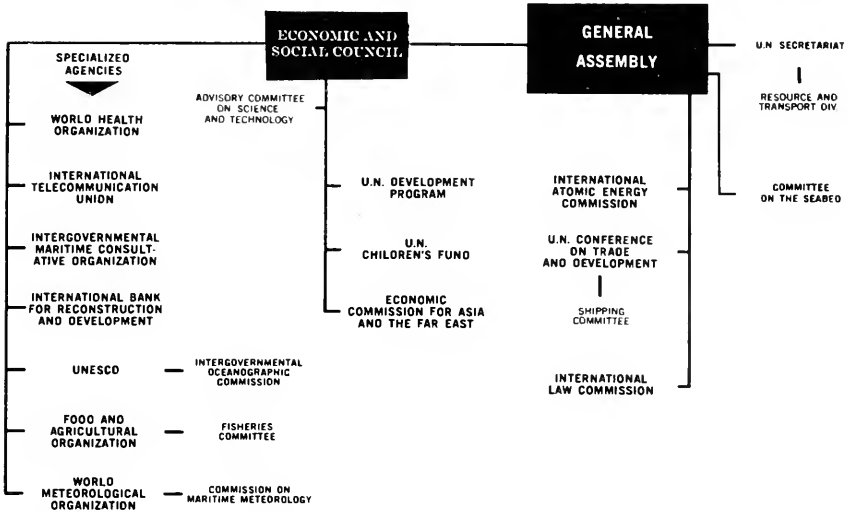 ECONOMIC AND
SOCIAL COUNCIL
GENERAL
ASSEMBLY
U.N SECRETARIAT
RESOURCE AND
TRANSPORT DIV.
COMMITTEE
ON THE SEABED
SPECIALIZED
AGENCIES
WORLD HEALTH
ORGANIZATION
INTERNATIONAL
TELECOMMUNICATION
UNION
INTERGOVERNMENTAL
MARITIME CONSULT-
ATIVE ORGANIZATION
INTERNATIONAL BANK
FOR RECONSTRUCTION
AND DEVELOPMENT
UNESCO
INTERGOVERNMENTAL
OCEANOGRAPHIC
COMMISSION
FOOD AND
AGRICULTURAL
ORGANIZATION
FISHERIES
COMMITTEE
WORLD
METEOROLOGICAL
ORGANIZATION
COMMISSION ON
MARITIME METEOROLOGY
ADVISORY COMMITTEE
ON SCIENCE
AND TECHNOLOGY
U.N. DEVELOPMENT
PROGRAM
U.N.
CHILDREN'S FUND
ECONOMIC
COMMISSION FOR ASIA
AND THE FAR EAST
INTERNATIONAL
ATOMIC ENERGY
COMMISSION
U.N. CONFERENCE
ON TRADE
AND DEVELOPMENT
SHIPPING
COMMITTEE
INTERNATIONAL
LAW COMMISSION